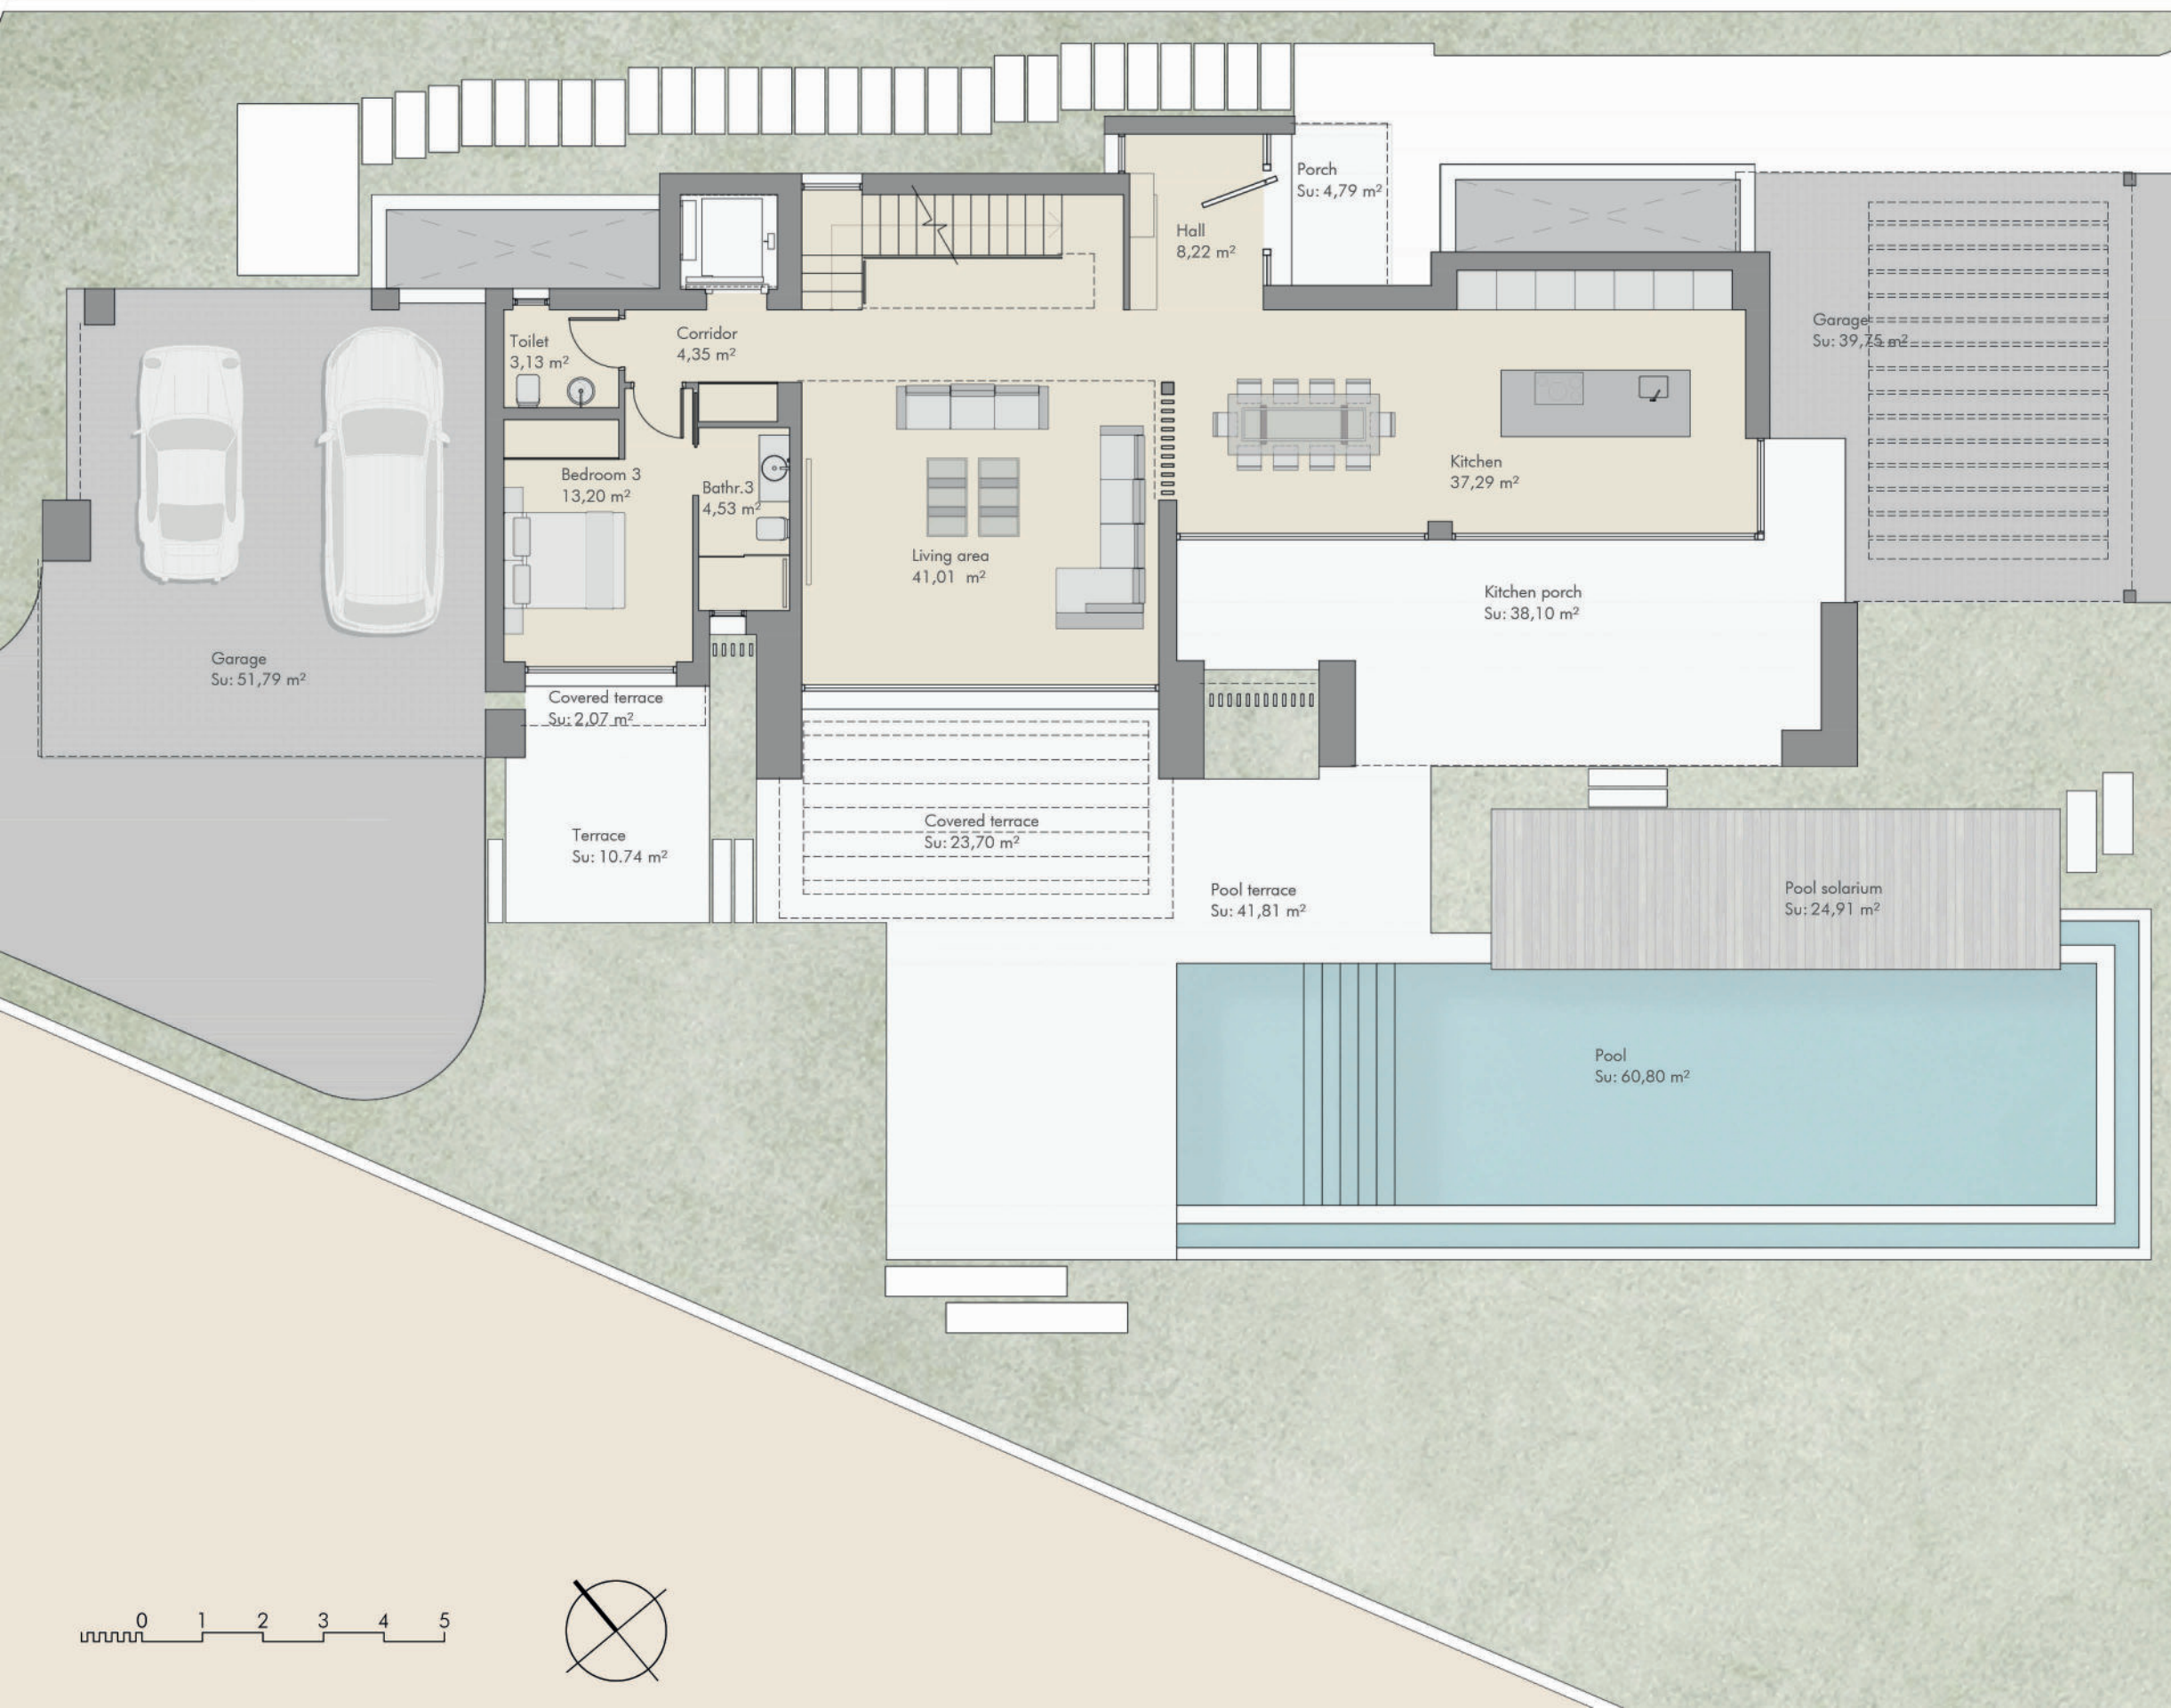 Porch
Su: 4,79 m²
Hall
8,22 m²
Toilet
3,13 m²
Corridor
4,35 m²
Garage
Su: 39,75 m²
Bedroom 3
13,20 m²
Bathr.3
4,53 m²
Kitchen
37,29 m²
Living area
41,01 m²
Kitchen porch
Su: 38,10 m²
Garage
Su: 51,79 m²
Covered terrace
Su: 2,07 m²
Terrace
Su: 10.74 m²
Covered terrace
Su: 23,70 m²
Pool terrace
Su: 41,81 m²
Pool solarium
Su: 24,91 m²
Pool
Su: 60,80 m²
0 1 2 3 4 5